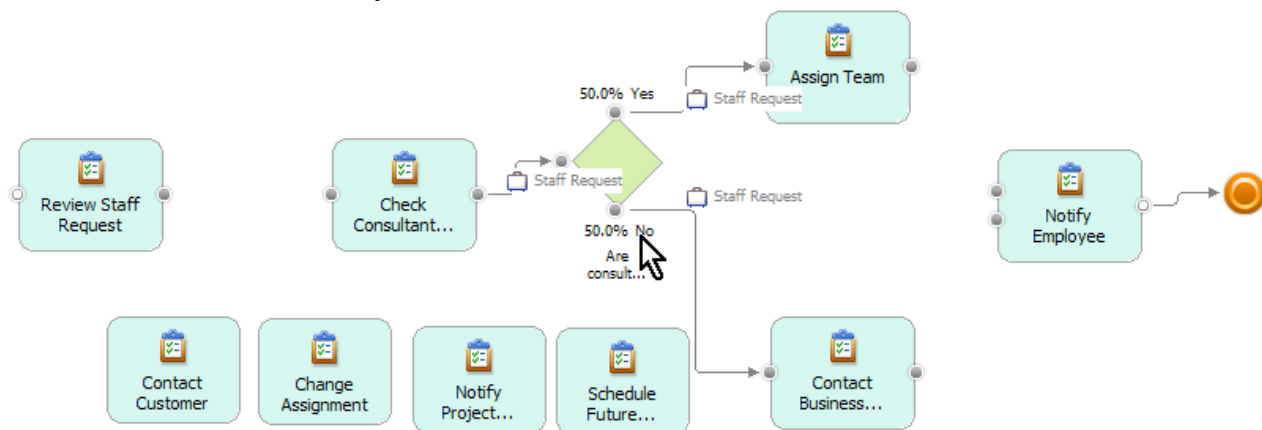 Assign Team
50.0% Yes
Staff Request
Review Staff
Request
Check
Consultant...
Staff Request
Staff Request
50.0% No
Are
consult...
Notify
Employee
Contact
Customer
Change
Assignment
Notify
Project...
Schedule
Future...
Contact
Business...